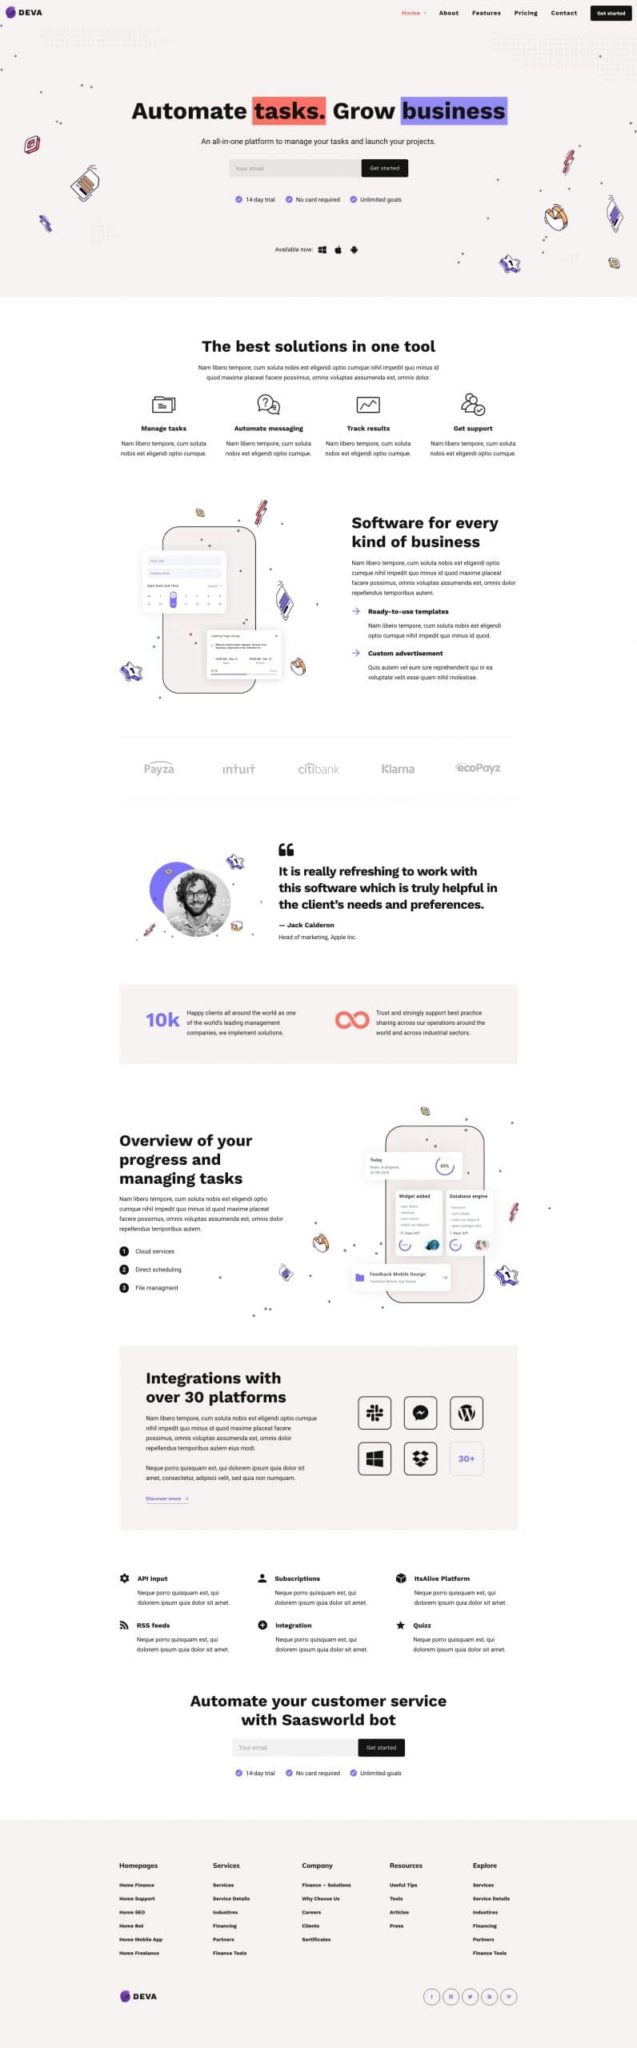 DEVA
Home
About
Features
Pricing
Contact
Get started
Automate tasks. Grow business
An all-in-one platform to manage your tasks and launch your projects.
Your email
Get started
14-day trial
No card required
Unlimited goals
Available now:
The best solutions in one tool
Nam libero tempore, cum soluta nobis est eligendi optio cumque nihil impedit quo minus id
quod maxime placeat facere possimus, omnis voluptas assumenda est, omnis dolor.
Manage tasks
Nam libero tempore, cum soluta
nobis est eligendi optio cumque.
Automate messaging
Nam libero tempore, cum soluta
nobis est eligendi optio cumque.
Track results
Nam libero tempore, cum soluta
nobis est eligendi optio cumque.
Get support
Nam libero tempore, cum soluta
nobis est eligendi optio cumque.
Software for every
kind of business
Nam libero tempore, cum soluta nobis est eligendi optio
cumque nihil impedit quo minus id quod maxime placeat
facere possimus, omnis voluptas assumenda est, omnis dolor
repellendus temporibus autem.
Ready-to-use templates
Nam libero tempore, cum soluta nobis est eligendi
optio cumque nihil impedit quo minus id quod.
Custom advertisement
Quis autem vel eum iure reprehenderit qui in ea
voluptate velit esse quam nihil molestiae.
Payza
intuit
citibank
Klarna
ecoPayz
It is really refreshing to work with
this software which is truly helpful in
the client's needs and preferences.
— Jack Calderon
Head of marketing, Apple Inc.
10k
Happy clients all around the world as one
of the world's leading management
companies, we implement solutions.
Trust and strongly support best practice
sharing across our operations around the
world and across industrial sectors.
Overview of your
progress and
managing tasks
Nam libero tempore, cum soluta nobis est eligendi optio
cumque nihil impedit quo minus id quod maxime placeat
facere possimus, omnis voluptas assumenda est, omnis dolor
repellendus temporibus autem.
1 Cloud services
2 Direct scheduling
3 File managment
Today
65%
Widget added
Database engine
Feedback Mobile Design
Integrations with
over 30 platforms
Nam libero tempore, cum soluta nobis est eligendi optio cumque
nihil impedit quo minus id quod maxime placeat facere
possimus, omnis voluptas assumenda est, omnis dolor
repellendus temporibus autem eius modi.
Neque porro quisquam est, qui dolorem ipsum quia dolor sit
amet, consectetur, adipisci velit, sed quia non numquam.
Discover more
30+
API input
Neque porro quisquam est, qui
dolorem ipsum quia dolor sit amet.
Subscriptions
Neque porro quisquam est, qui
dolorem ipsum quia dolor sit amet.
ItsAlive Platform
Neque porro quisquam est, qui
dolorem ipsum quia dolor sit amet.
RSS feeds
Neque porro quisquam est, qui
dolorem ipsum quia dolor sit amet.
Integration
Neque porro quisquam est, qui
dolorem ipsum quia dolor sit amet.
Quizz
Neque porro quisquam est, qui
dolorem ipsum quia dolor sit amet.
Automate your customer service
with Saasworld bot
Your email
Get started
14-day trial
No card required
Unlimited goals
Homepages
Home Finance
Home Support
Home SEO
Home Bot
Home Mobile App
Home Freelance
Services
Services
Service Details
Industires
Financing
Partners
Finance Tools
Company
Finance – Solutions
Why Choose Us
Careers
Clients
Sertificates
Resources
Useful Tips
Tools
Articles
Press
Explore
Services
Service Details
Industires
Financing
Partners
Finance Tools
DEVA